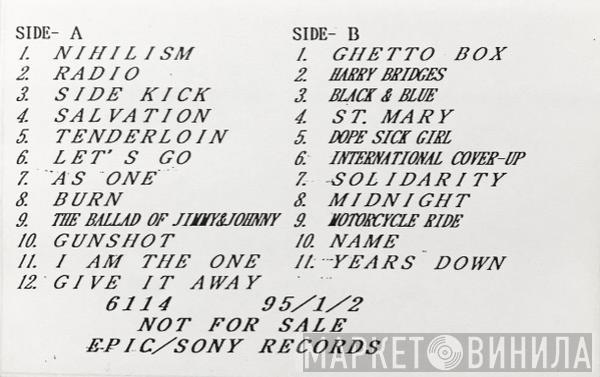 SIDE- A
1. NIHILISM
2. RADIO
3. SIDE KICK
4. SALVATION
5. TENDERLOIN
6. LET'S GO
7. AS ONE
8. BURN
9. THE BALLAD OF JIMMY&JOHNNY
10. GUNSHOT
11. I AM THE ONE
12. GIVE IT AWAY
SIDE- B
1. GHETTO BOX
2. HARRY BRIDGES
3. BLACK & BLUE
4. ST. MARY
5. DOPE SICK GIRL
6. INTERNATIONAL COVER-UP
7. SOLIDARITY
8. MIDNIGHT
9. MOTORCYCLE RIDE
10. NAME
11. YEARS DOWN
6114 95/1/2
NOT FOR SALE
EPIC/SONY RECORDS
МАРКЕТ ВИНИЛА